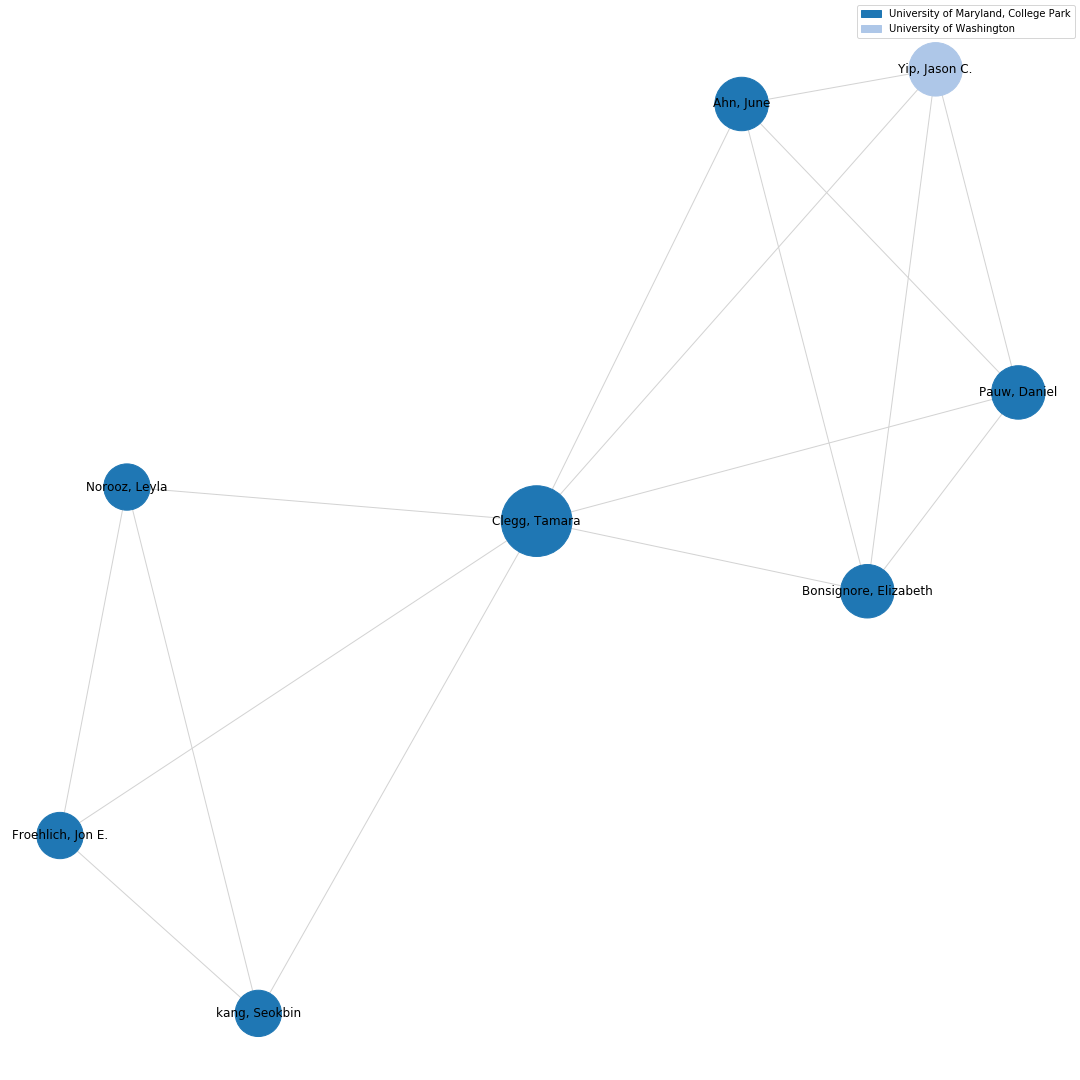 University of Maryland, College Park
University of Washington
Yip, Jason C.
Ahn, June
Pauw, Daniel
Norooz, Leyla
Clegg, Tamara
Bonsignore, Elizabeth
Froehlich, Jon E.
kang, Seokbin